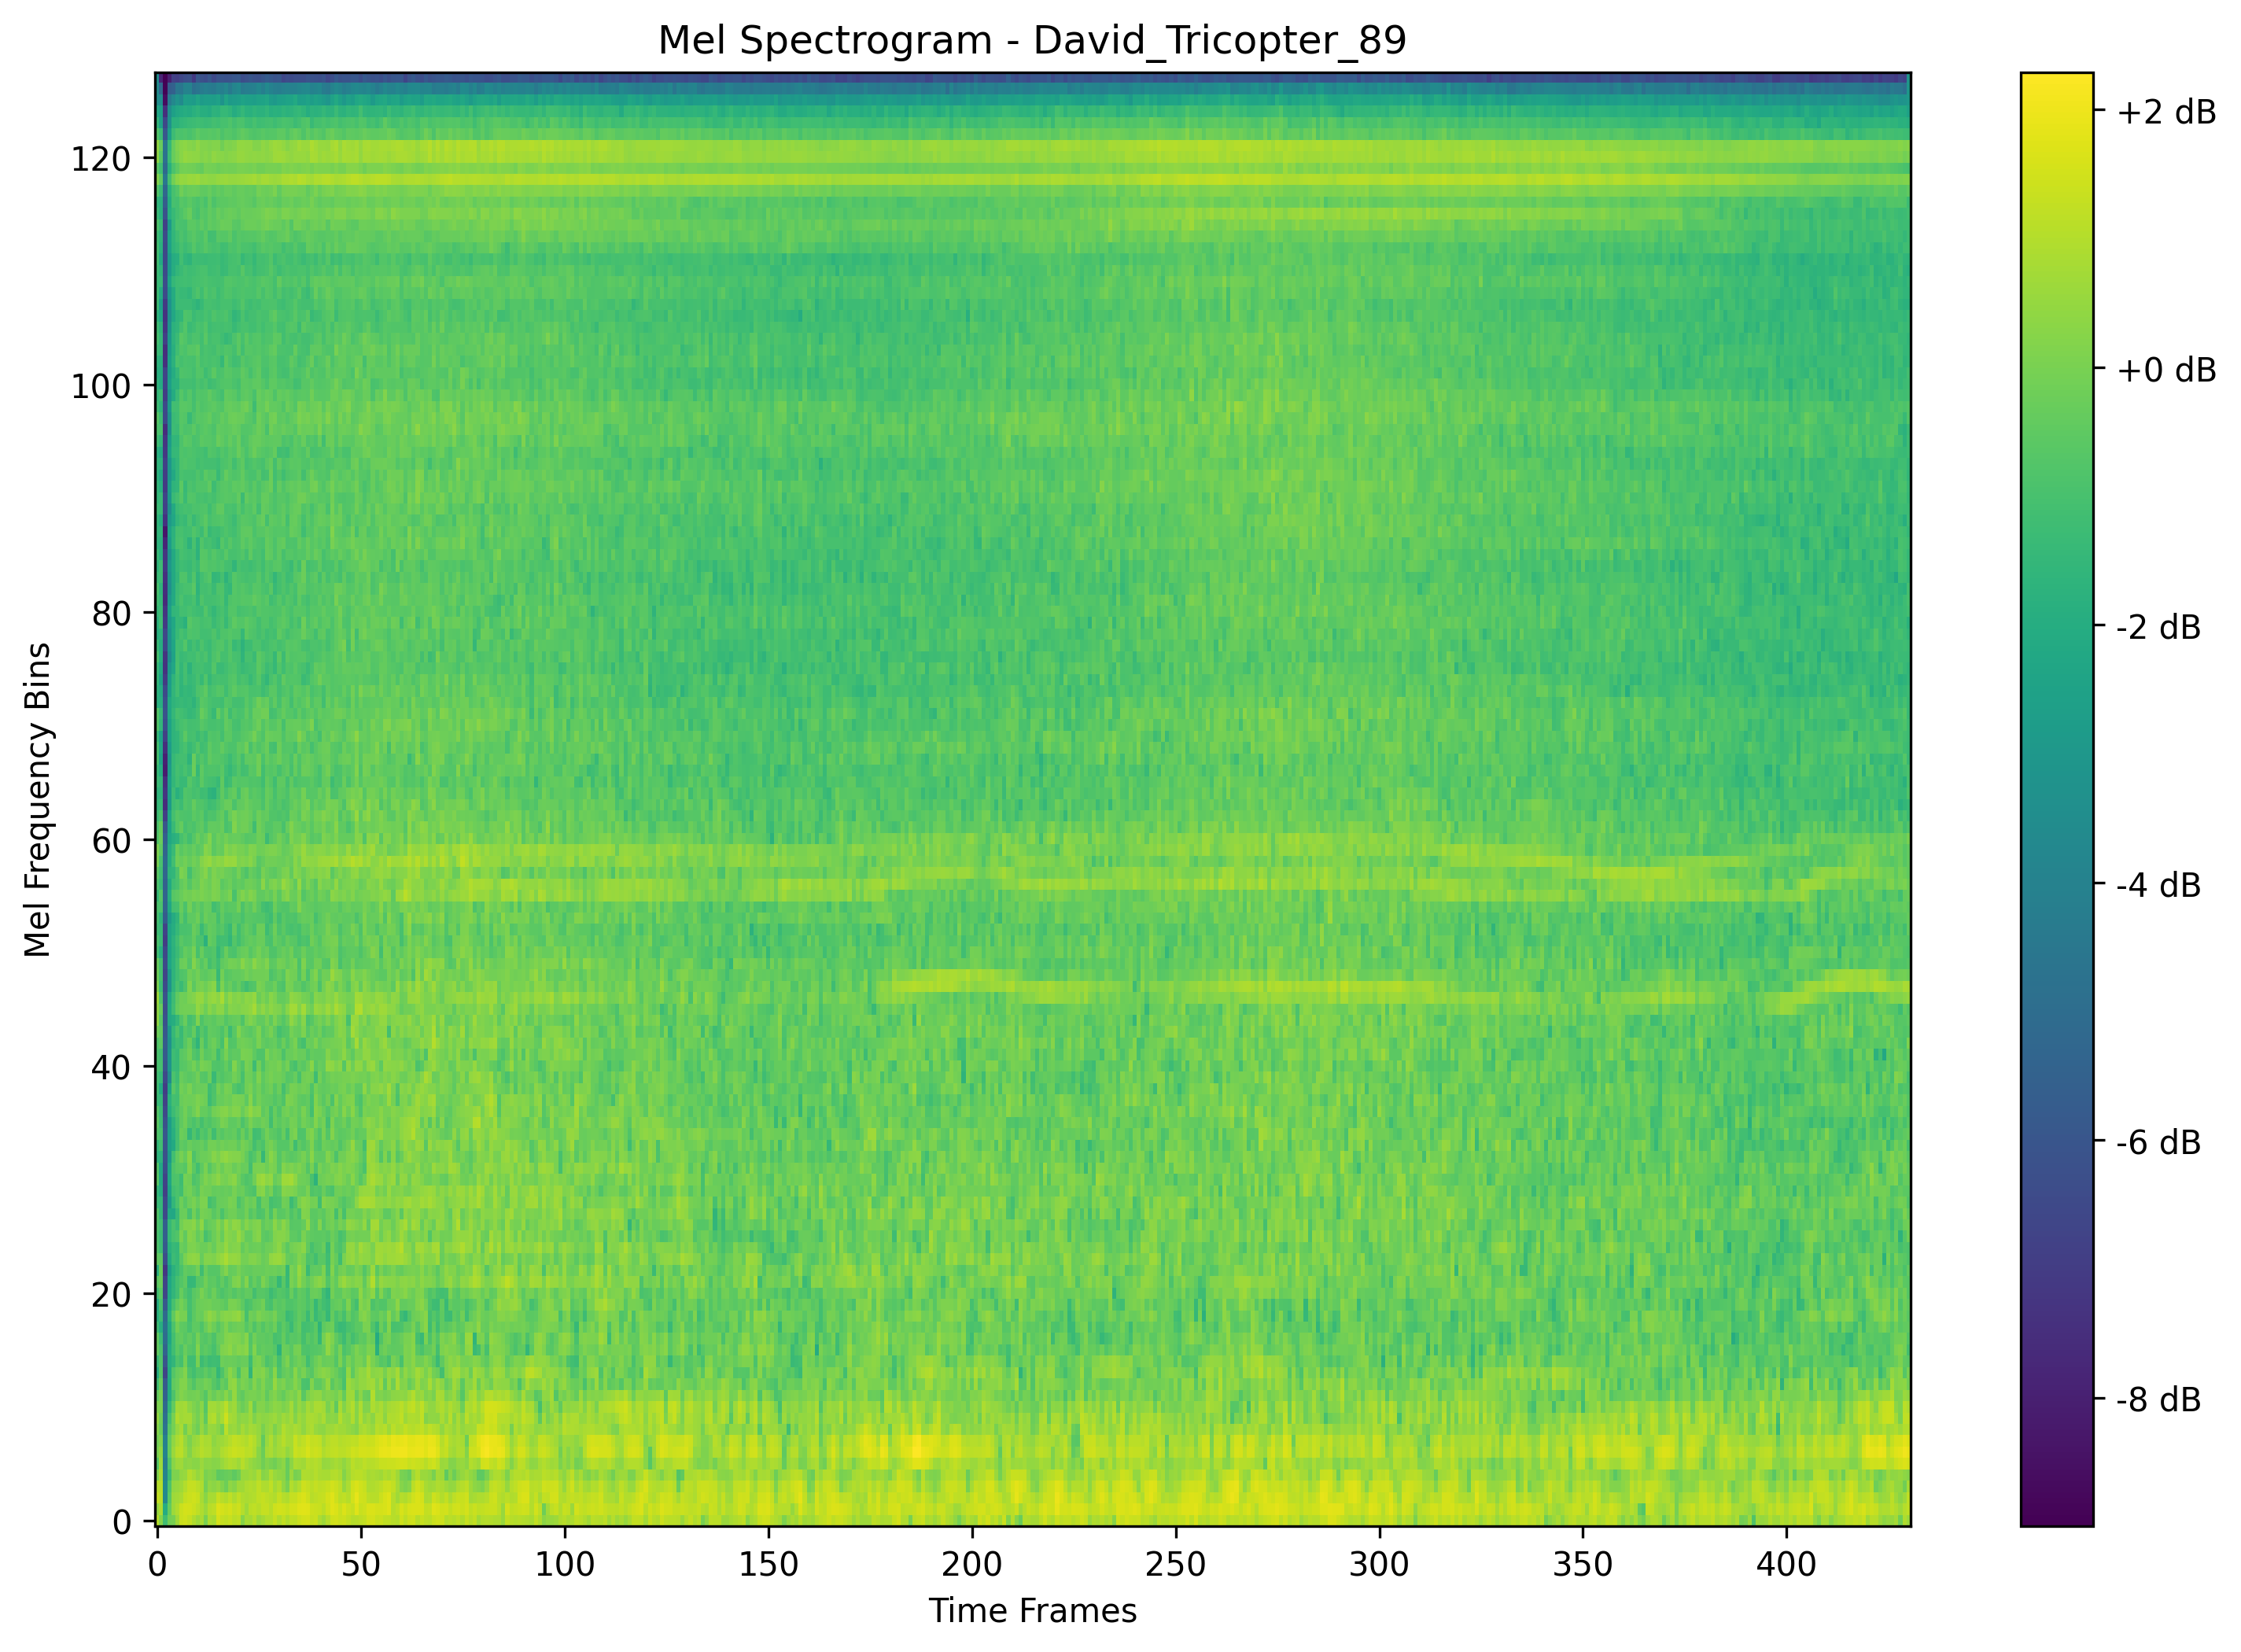 Mel Spectrogram - David_Tricopter_89
Mel Frequency Bins
120
100
80
60
40
20
0
0 50 100 150 200 250 300 350 400
Time Frames
+2 dB
+0 dB
-2 dB
-4 dB
-6 dB
-8 dB